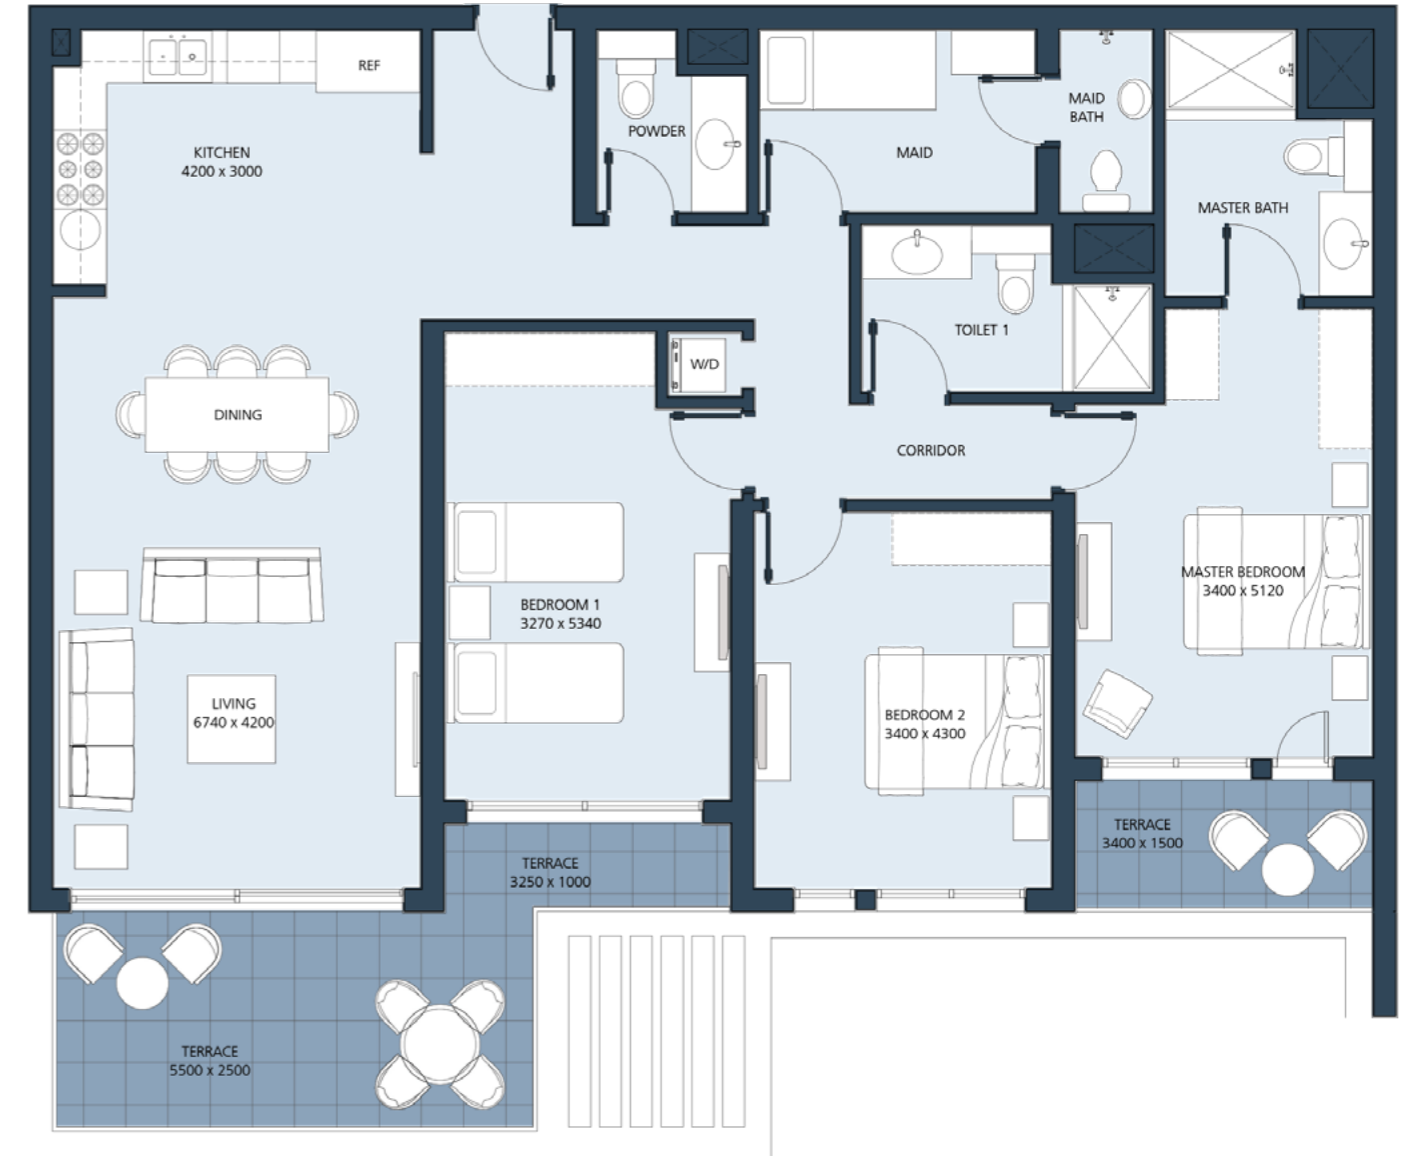 REF
KITCHEN
4200 x 3000
POWDER
MAID
MAID
BATH
MASTER BATH
TOILET 1
W/D
DINING
CORRIDOR
BEDROOM 1
3270 x 5340
MASTER BEDROOM
3400 x 5120
LIVING
6740 x 4200
BEDROOM 2
3400 x 4300
TERRACE
3400 x 1500
TERRACE
3250 x 1000
TERRACE
5500 x 2500